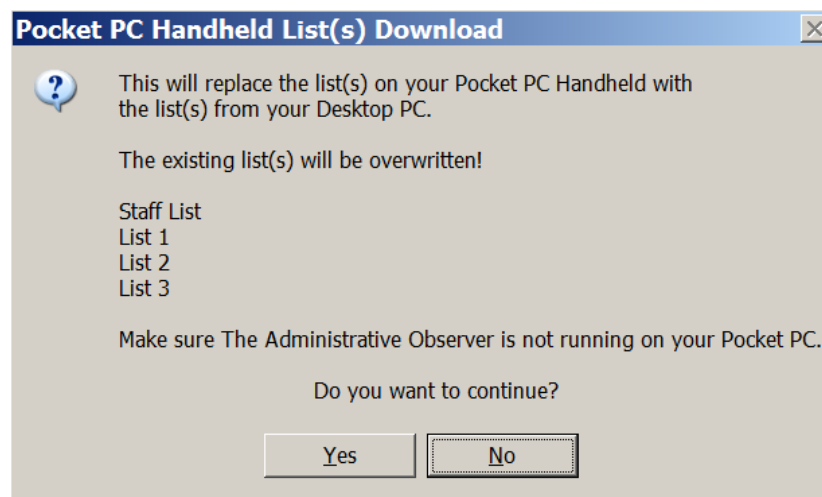 Pocket PC Handheld List(s) Download
This will replace the list(s) on your Pocket PC Handheld with
the list(s) from your Desktop PC.
The existing list(s) will be overwritten!
Staff List
List 1
List 2
List 3
Make sure The Administrative Observer is not running on your Pocket PC.
Do you want to continue?
Yes No